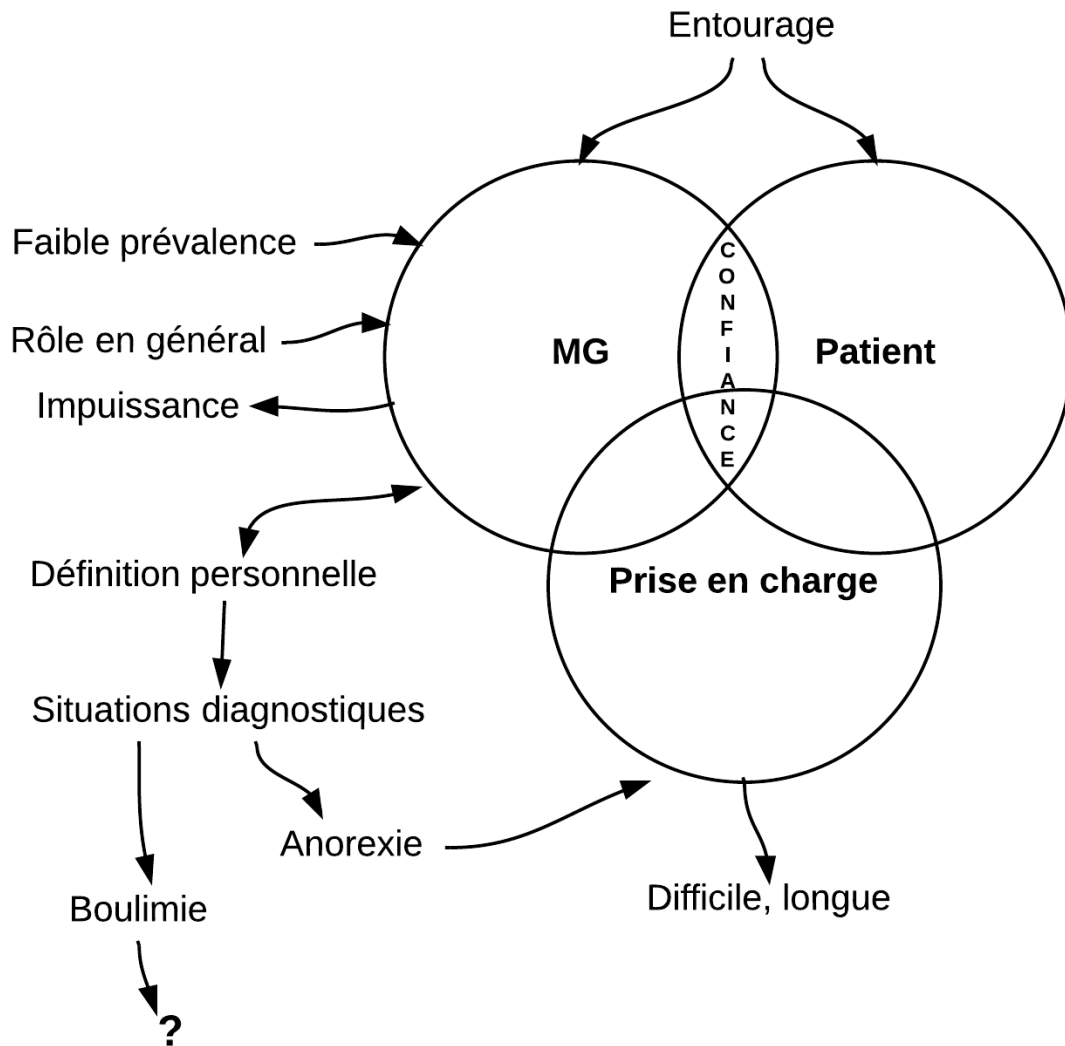 Entourage
Faible prévalence
CONFIANCE
Rôle en général
MG
Patient
Impuissance
Définition personnelle
Prise en charge
Situations diagnostiques
Anorexie
Difficile, longue
Boulimie
?